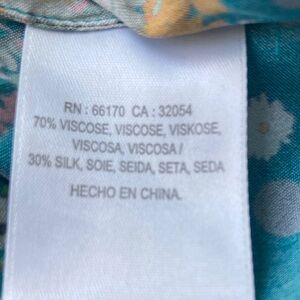 RN : 66170 CA : 32054
70% VISCOSE, VISCOSE, VISKOSE,
VISCOSA, VISCOSA /
30% SILK, SOIE, SEIDA, SETA, SEDA
HECHO EN CHINA.